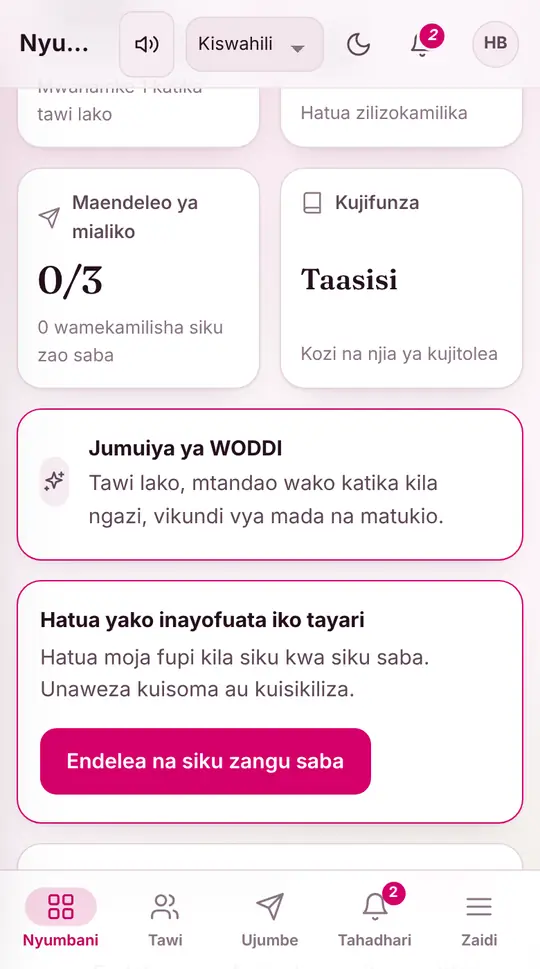 Nyu...
Kiswahili
2
HB
Mwanamke 1 katika
tawi lako
Hatua zilizokamilika
Maendeleo ya
mialiko
0/3
0 wamekamilisha siku
zao saba
Kujifunza
Taasisi
Kozi na njia ya kujitolea
Jumuiya ya WODDI
Tawi lako, mtandao wako katika kila
ngazi, vikundi vya mada na matukio.
Hatua yako inayofuata iko tayari
Hatua moja fupi kila siku kwa siku saba.
Unaweza kuisoma au kuisikiliza.
Endelea na siku zangu saba
2
Nyumbani
Tawi
Ujumbe
Tahadhari
Zaidi